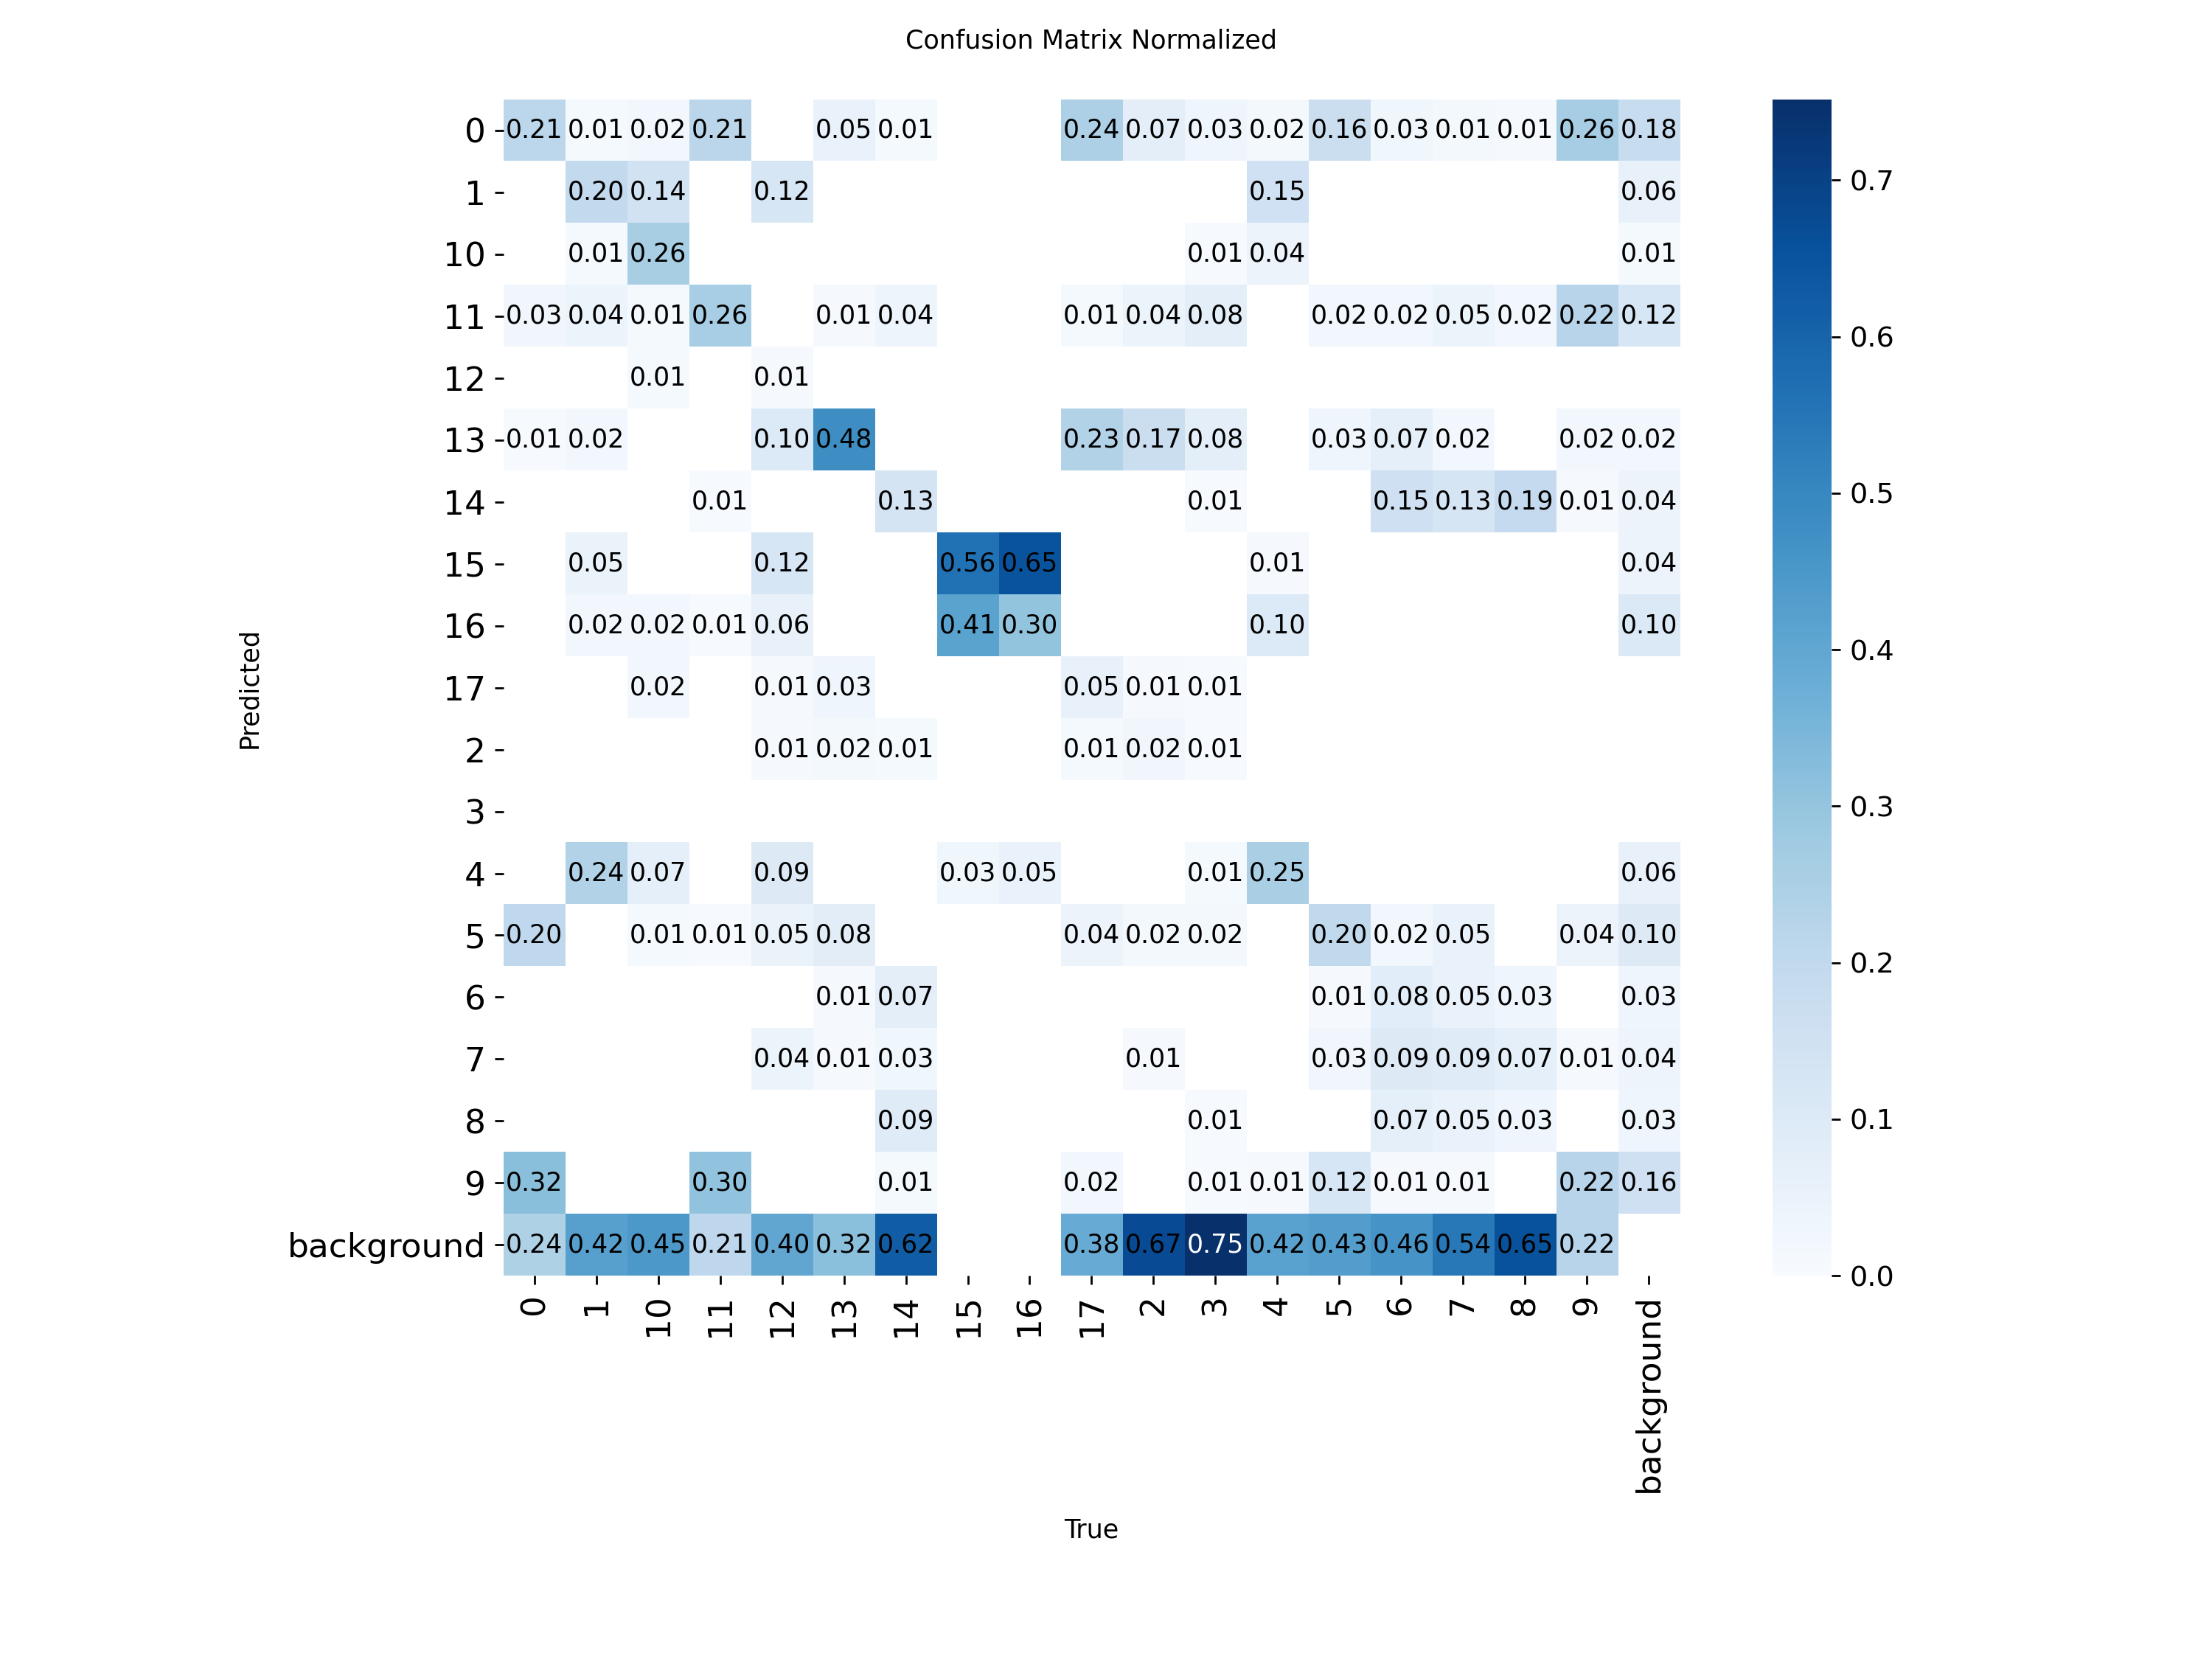 Confusion Matrix Normalized
0 0.21 0.01 0.02 0.21 0.05 0.01 0.24 0.07 0.03 0.02 0.16 0.03 0.01 0.01 0.26 0.18
1 0.20 0.14 0.12 0.15 0.06
10 0.01 0.26 0.01 0.04 0.01
11 0.03 0.04 0.01 0.26 0.01 0.04 0.01 0.04 0.08 0.02 0.02 0.05 0.02 0.22 0.12
12 0.01 0.01
13 0.01 0.02 0.10 0.48 0.23 0.17 0.08 0.03 0.07 0.02 0.02 0.02
14 0.01 0.13 0.01 0.15 0.13 0.19 0.01 0.04
15 0.05 0.12 0.56 0.65 0.01 0.04
16 0.02 0.02 0.01 0.06 0.41 0.30 0.10 0.10
17 0.02 0.01 0.03 0.05 0.01 0.01
2 0.01 0.02 0.01 0.01 0.02 0.01
3
4 0.24 0.07 0.09 0.03 0.05 0.01 0.25 0.06
5 0.20 0.01 0.01 0.05 0.08 0.04 0.02 0.02 0.20 0.02 0.05 0.04 0.10
6 0.01 0.07 0.01 0.08 0.05 0.03 0.03
7 0.04 0.01 0.03 0.01 0.03 0.09 0.09 0.07 0.01 0.04
8 0.09 0.01 0.07 0.05 0.03 0.03
9 0.32 0.30 0.01 0.02 0.01 0.01 0.12 0.01 0.01 0.22 0.16
background 0.24 0.42 0.45 0.21 0.40 0.32 0.62 0.38 0.67 0.75 0.42 0.43 0.46 0.54 0.65 0.22
0 1 10 11 12 13 14 15 16 17 2 3 4 5 6 7 8 9 background
Predicted
True
0.7
0.6
0.5
0.4
0.3
0.2
0.1
0.0